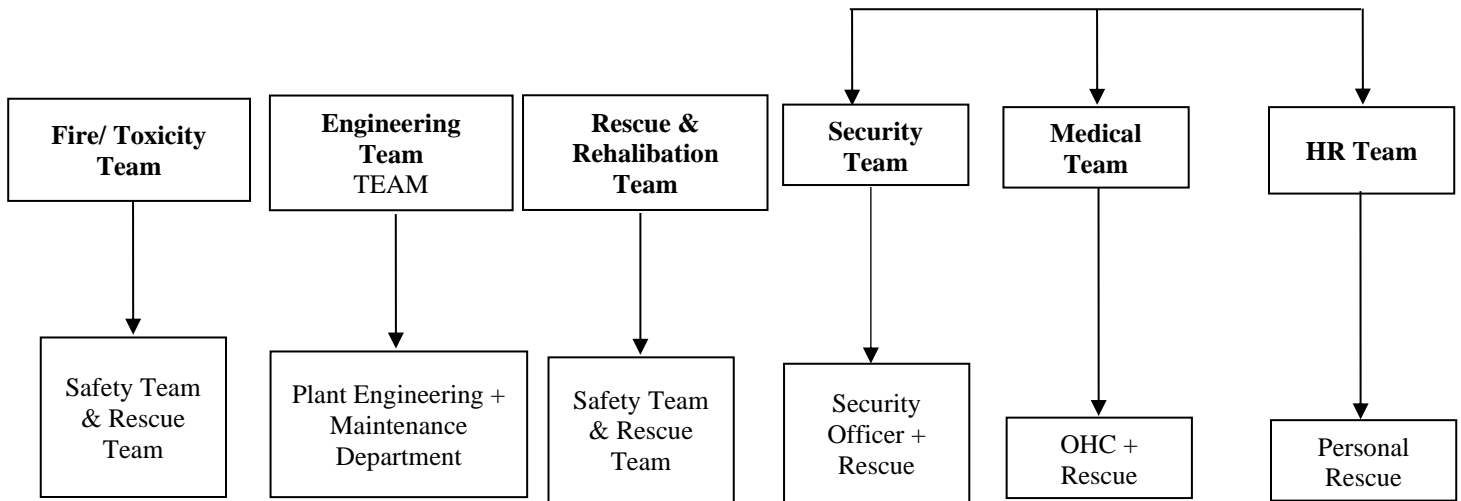 Fire/ Toxicity
Team
Engineering
Team
TEAM
Rescue &
Rehalibation
Team
Security
Team
Medical
Team
HR Team
Safety Team
& Rescue
Team
Plant Engineering +
Maintenance
Department
Safety Team
& Rescue
Team
Security
Officer +
Rescue
OHC +
Rescue
Personal
Rescue